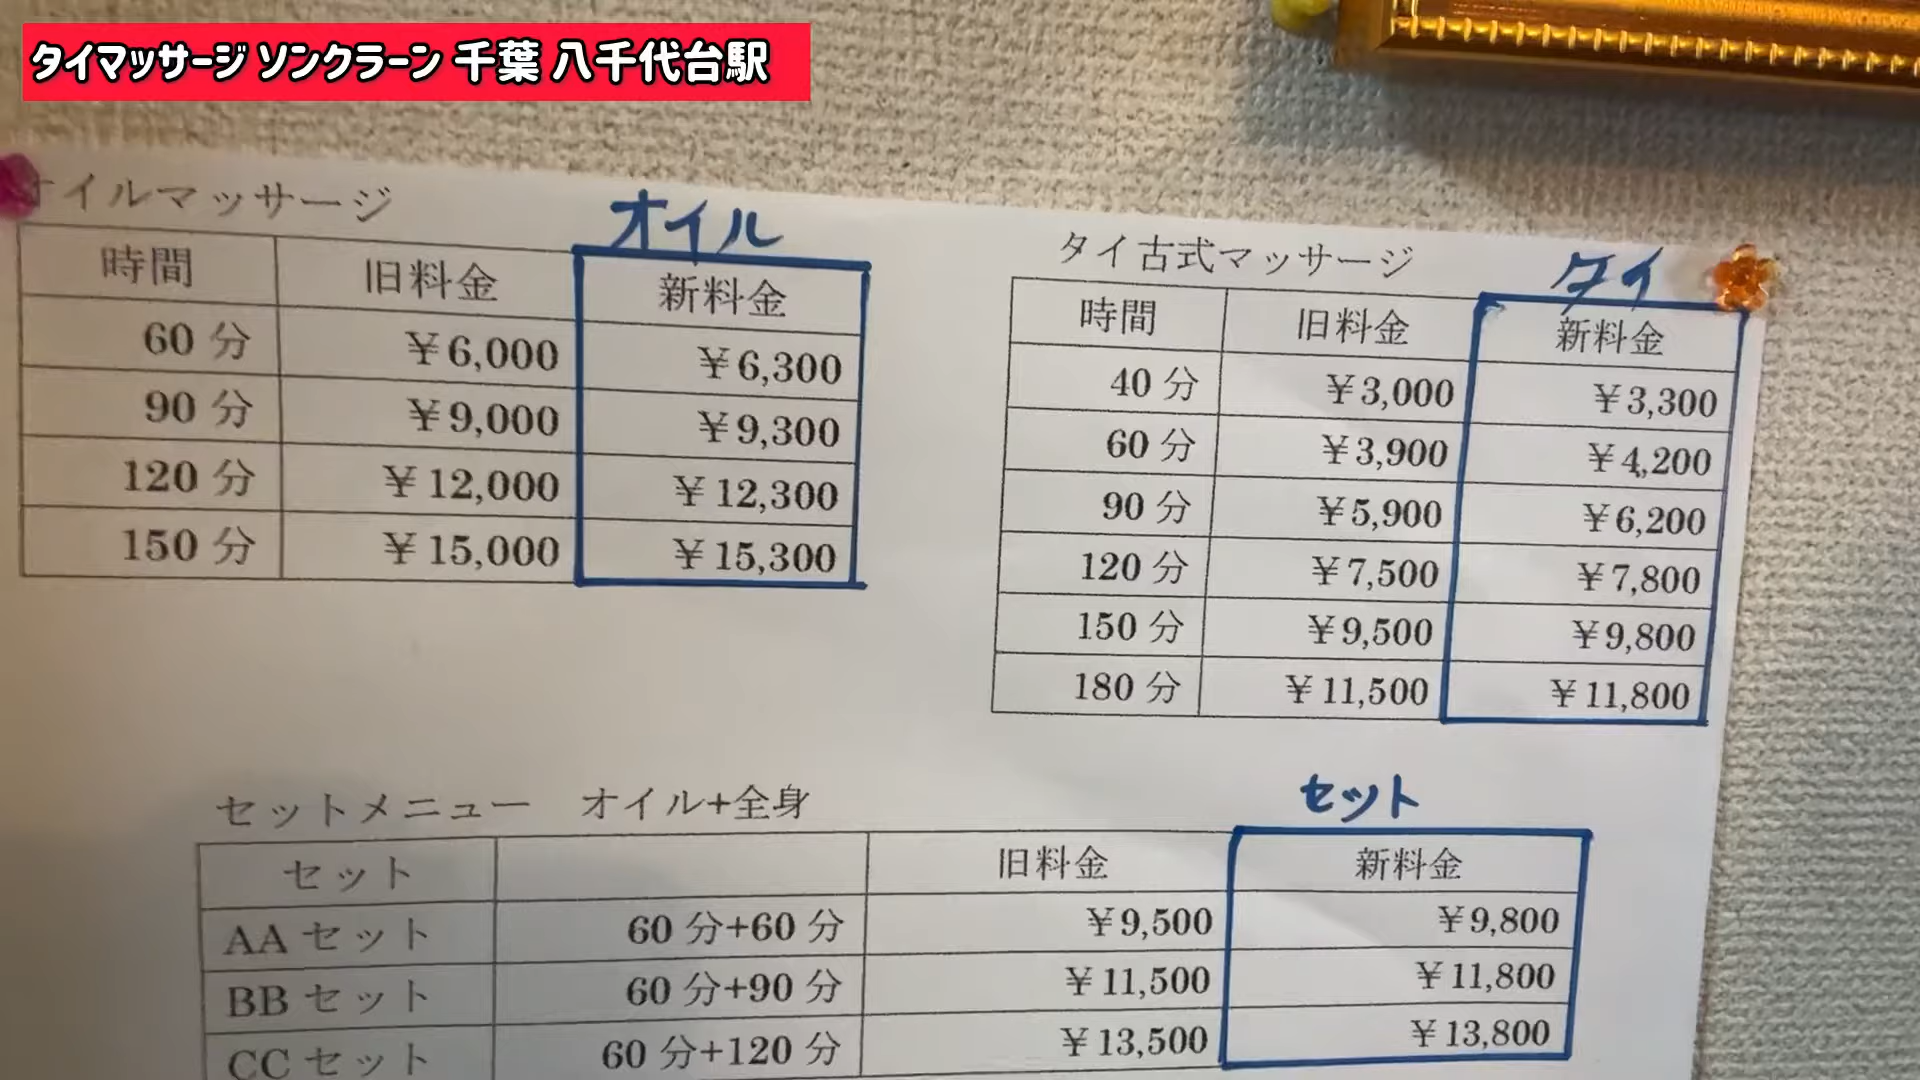 タイマッサージ ソンクラーン 千葉 八千代台駅
オイルマッサージ
オイル
時間 旧料金 新料金
60分 ¥6,000 ¥6,300
90分 ¥9,000 ¥9,300
120分 ¥12,000 ¥12,300
150分 ¥15,000 ¥15,300
タイ古式マッサージ
タイ
時間 旧料金 新料金
40分 ¥3,000 ¥3,300
60分 ¥3,900 ¥4,200
90分 ¥5,900 ¥6,200
120分 ¥7,500 ¥7,800
150分 ¥9,500 ¥9,800
180分 ¥11,500 ¥11,800
セットメニュー オイル+全身
セット
セット 旧料金 新料金
AAセット 60分+60分 ¥9,500 ¥9,800
BBセット 60分+90分 ¥11,500 ¥11,800
CCセット 60分+120分 ¥13,500 ¥13,800